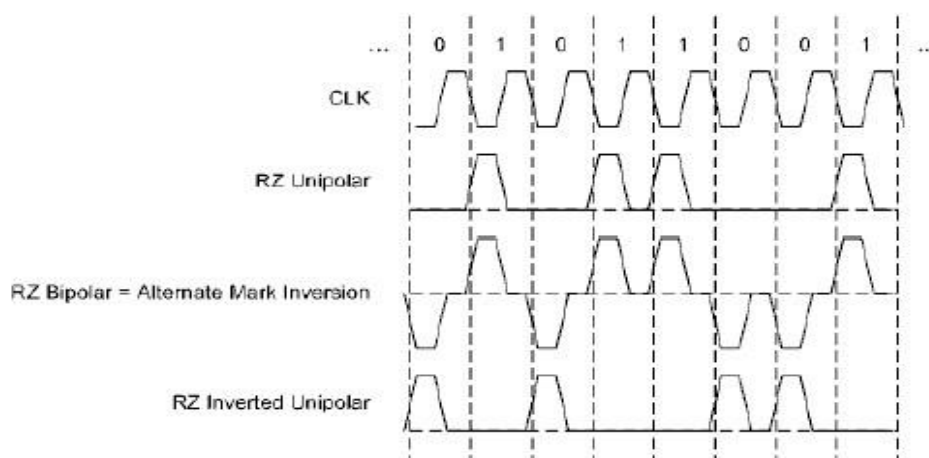 ... 0 1 0 1 1 0 0 1 ..
CLK
RZ Unipolar
RZ Bipolar = Alternate Mark Inversion
RZ Inverted Unipolar